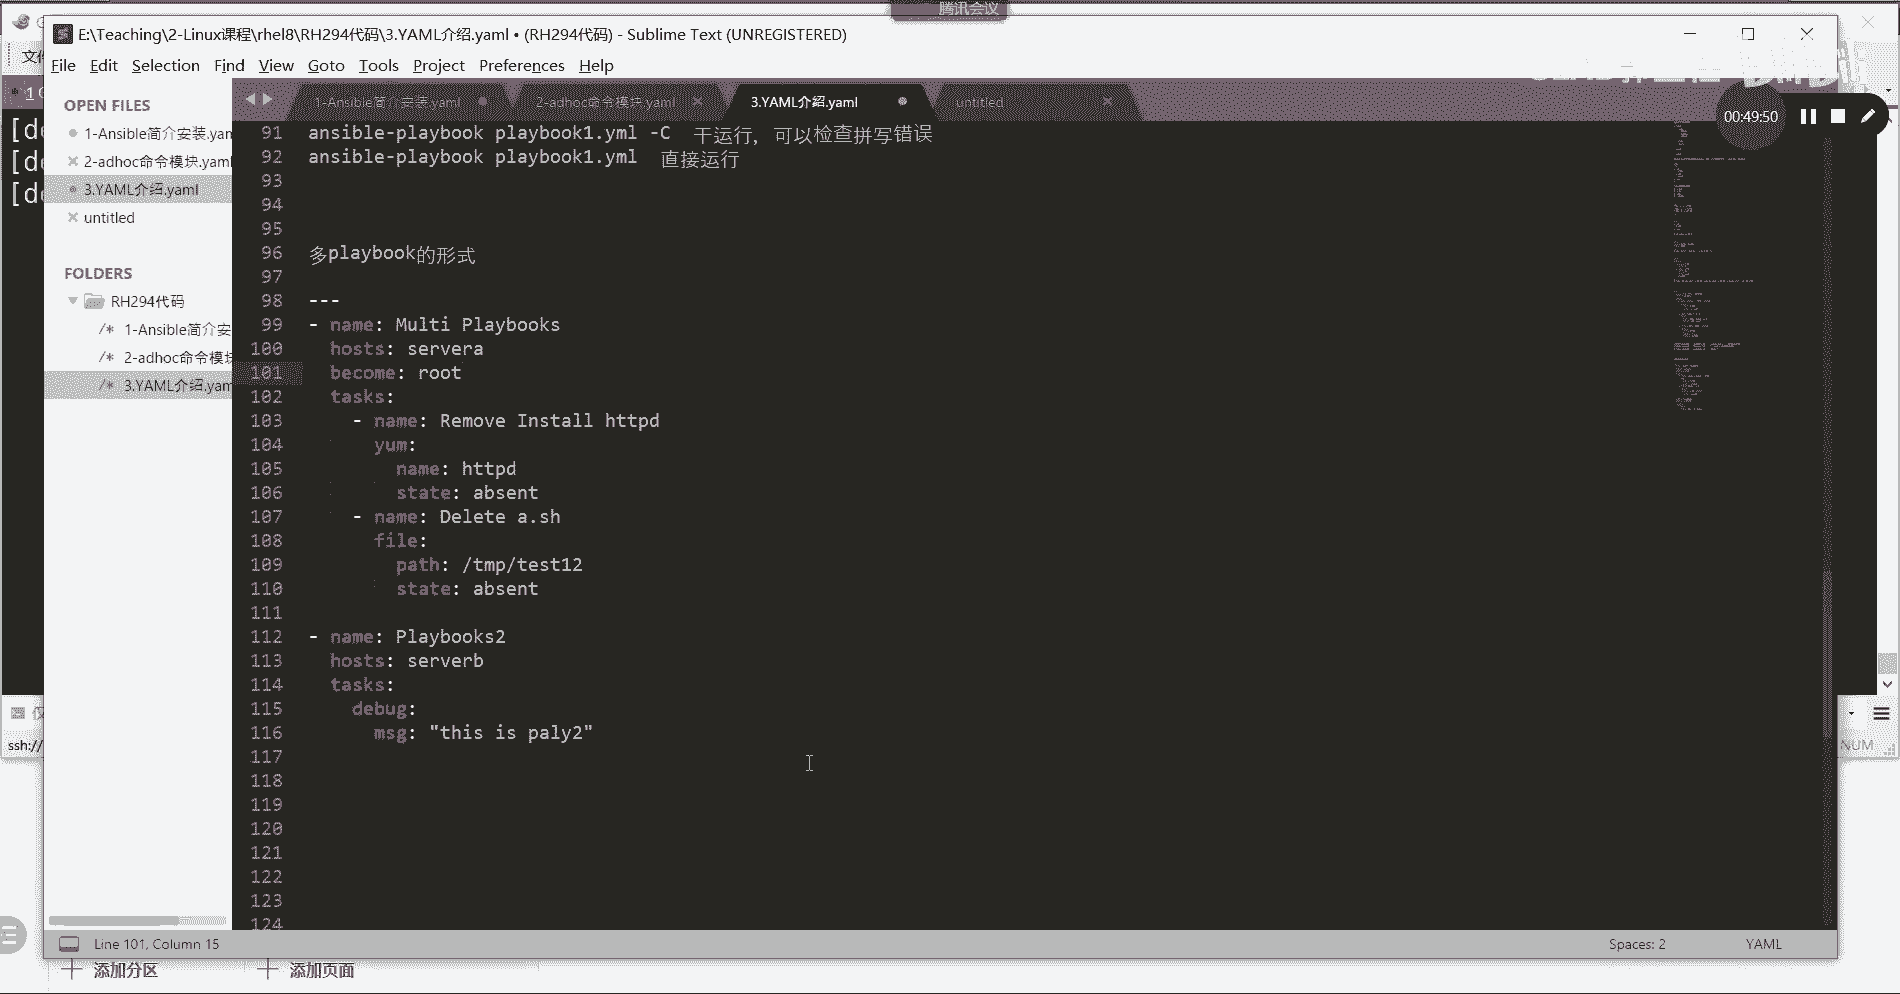 腾讯会议
E:\Teaching\2-Linux课程\rhel8\RH294代码\3.YAML介绍.yaml • (RH294代码) - Sublime Text (UNREGISTERED)
File Edit Selection Find View Goto Tools Project Preferences Help
OPEN FILES
1-Ansible简介安装.yam
2-adhoc命令模块.yaml
3.YAML介绍.yaml
untitled
FOLDERS
RH294代码
/* 1-Ansible简介安
/* 2-adhoc命令模块
/* 3.YAML介绍.yam
1-Ansible简介安装.yaml 2-adhoc命令模块.yaml 3.YAML介绍.yaml untitled
00:49:50
91 ansible-playbook playbook1.yml -C 干运行，可以检查拼写错误
92 ansible-playbook playbook1.yml 直接运行
93
94
95
96 多playbook的形式
97
98 ---
99 - name: Multi Playbooks
100 hosts: servera
101 become: root
102 tasks:
103 - name: Remove Install httpd
104 yum:
105 name: httpd
106 state: absent
107 - name: Delete a.sh
108 file:
109 path: /tmp/test12
110 state: absent
111
112 - name: Playbooks2
113 hosts: serverb
114 tasks:
115 debug:
116 msg: "this is paly2"
117
118
119
120
121
122
123
124
Line 101, Column 15 Spaces: 2 YAML
[de
[de
[de
ssh://
NUM
添加分区 添加页面